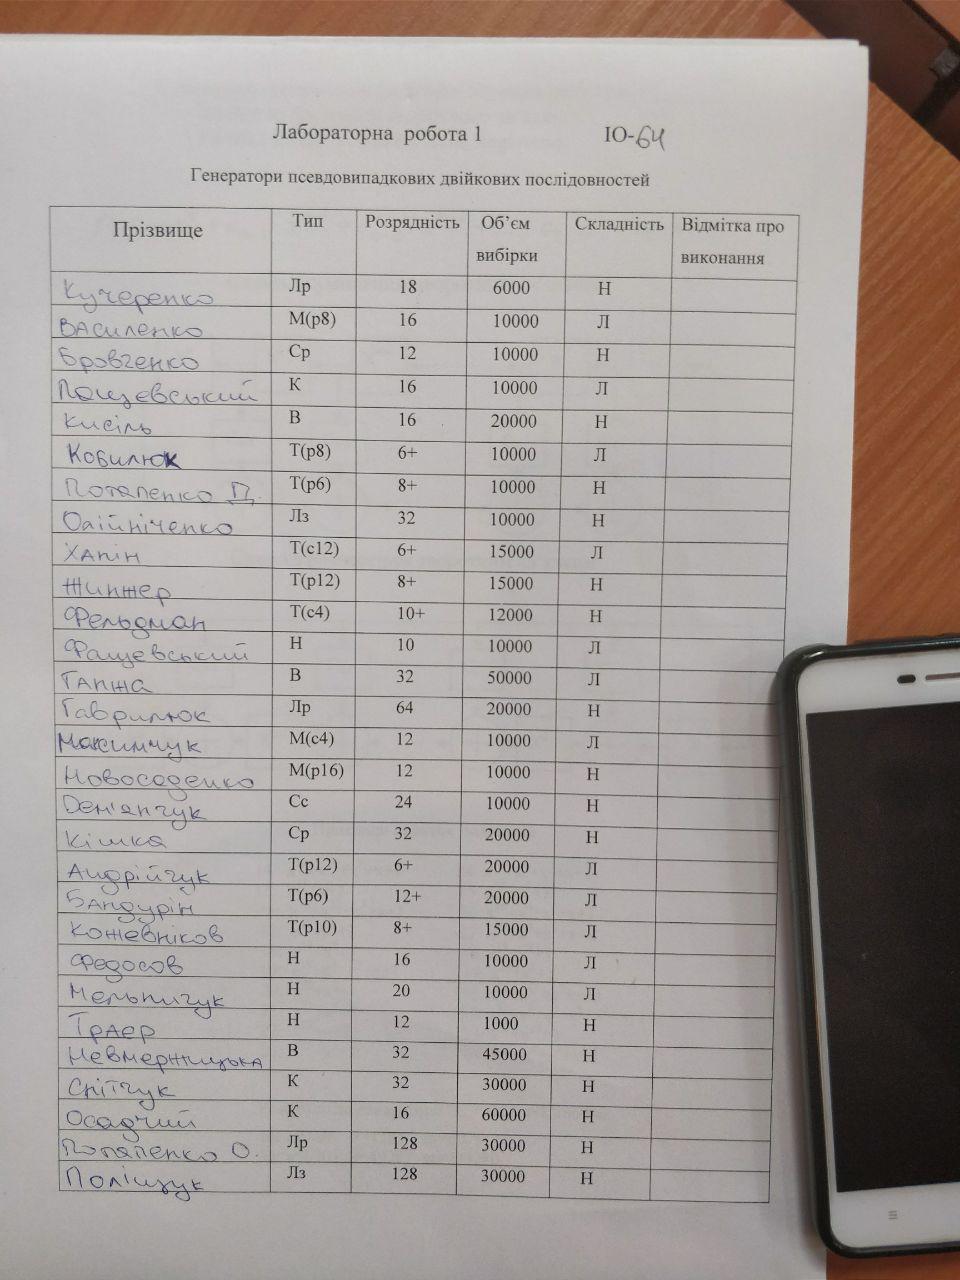 Лабораторна робота 1 ІО-64
Генератори псевдовипадкових двійкових послідовностей
Прізвище Тип Розрядність Об’єм вибірки Складність Відмітка про виконання
Кучеренко Лр 18 6000 Н
Василенко М(р8) 16 10000 Л
Бровченко Ср 12 10000 Н
Пащевський К 16 10000 Л
Кисіль В 16 20000 Н
Кобилюк Т(р8) 6+ 10000 Л
Потапенко Д. Т(р6) 8+ 10000 Н
Олійніченко Лз 32 10000 Н
Хапін Т(с12) 6+ 15000 Л
Жинжер Т(р12) 8+ 15000 Н
Фельдман Т(с4) 10+ 12000 Н
Фащевський Н 10 10000 Л
Ганжа В 32 50000 Л
Гаврилюк Лр 64 20000 Н
Максимчук М(с4) 12 10000 Л
Новосаденко М(р16) 12 10000 Н
Дем'янчук Сс 24 10000 Н
Кішка Ср 32 20000 Н
Андрійчук Т(р12) 6+ 20000 Л
Бандурін Т(р6) 12+ 20000 Л
Кожевніков Т(р10) 8+ 15000 Л
Федосов Н 16 10000 Л
Мельничук Н 20 10000 Л
Траер Н 12 1000 Н
Невмержицька В 32 45000 Н
Снітчук К 32 30000 Н
Осадчий К 16 60000 Н
Потапенко О. Лр 128 30000 Н
Поліщук Лз 128 30000 Н